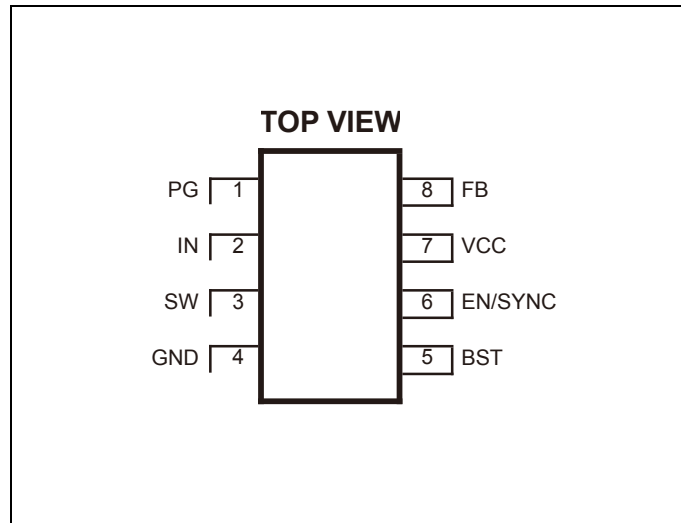 TOP VIEW
PG 1 8 FB
IN 2 7 VCC
SW 3 6 EN/SYNC
GND 4 5 BST